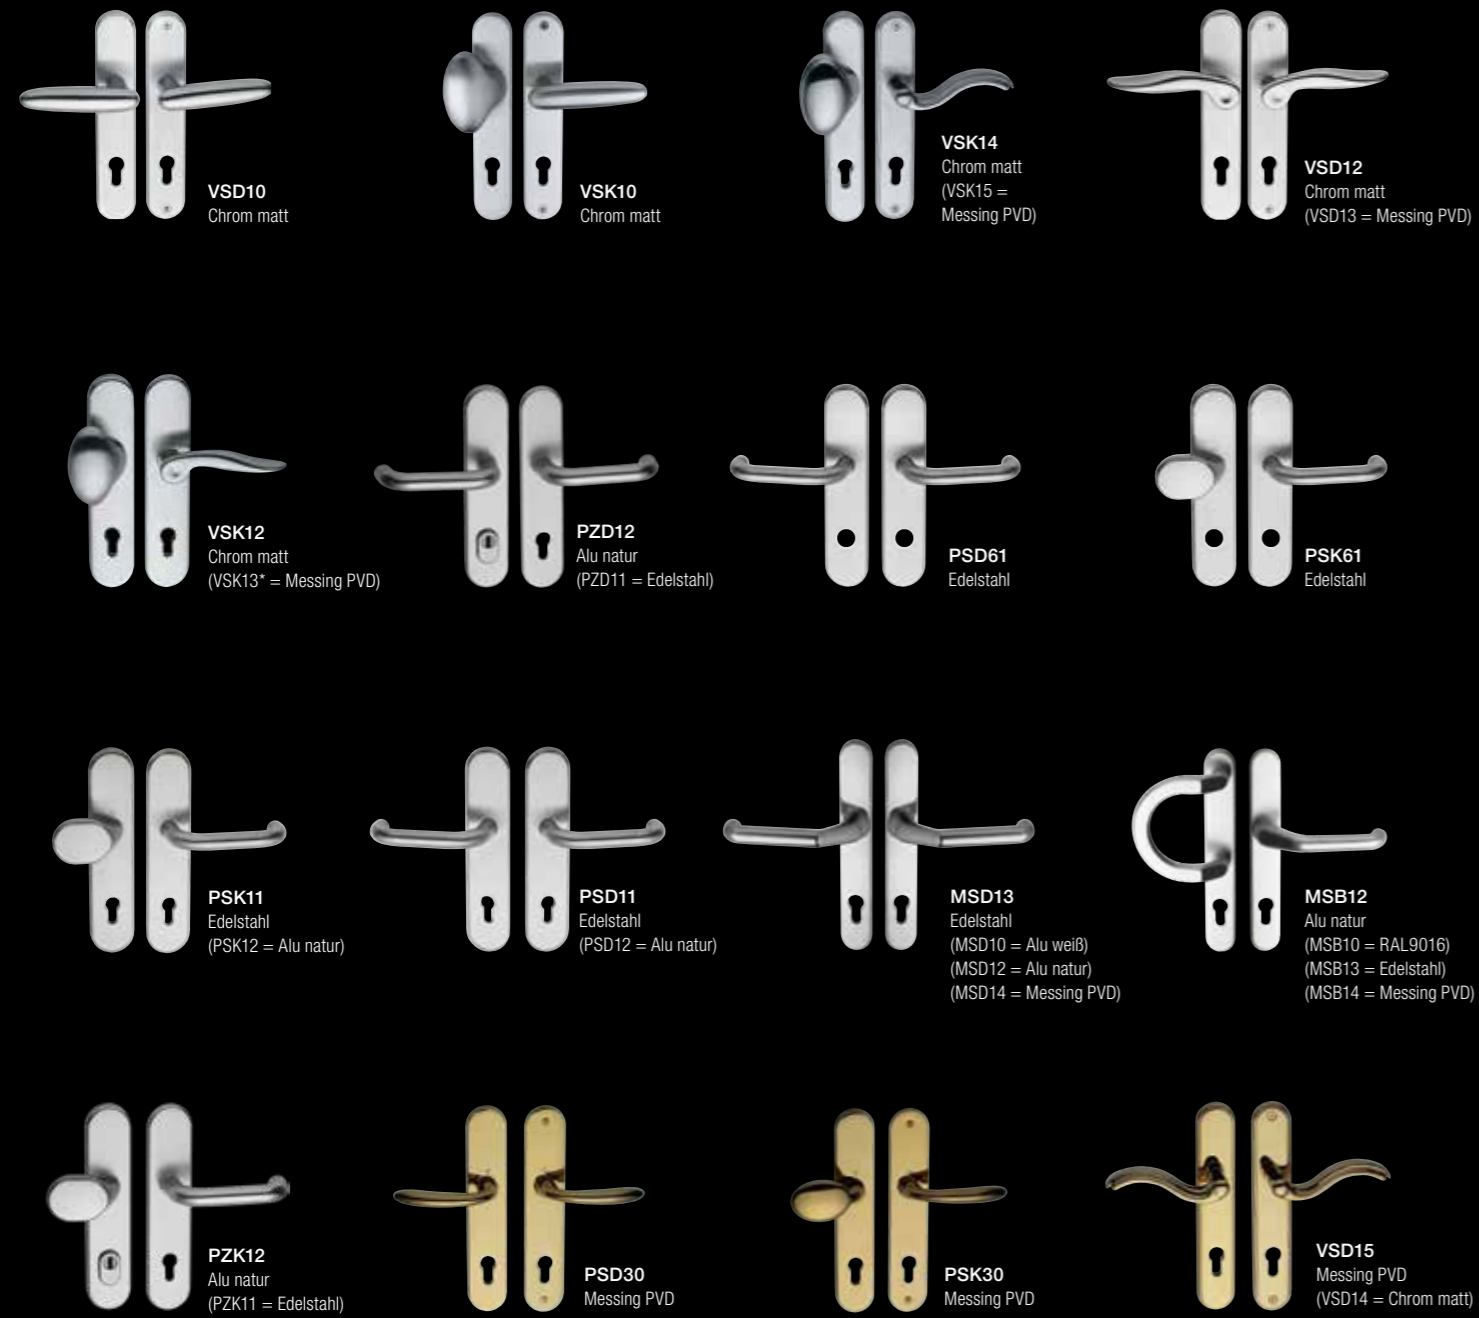 VSD10
Chrom matt
VSK10
Chrom matt
VSK14
Chrom matt
(VSK15 =
Messing PVD)
VSD12
Chrom matt
(VSD13 = Messing PVD)
VSK12
Chrom matt
(VSK13* = Messing PVD)
PZD12
Alu natur
(PZD11 = Edelstahl)
PSD61
Edelstahl
PSK61
Edelstahl
PSK11
Edelstahl
(PSK12 = Alu natur)
PSD11
Edelstahl
(PSD12 = Alu natur)
MSD13
Edelstahl
(MSD10 = Alu weiß)
(MSD12 = Alu natur)
(MSD14 = Messing PVD)
MSB12
Alu natur
(MSB10 = RAL9016)
(MSB13 = Edelstahl)
(MSB14 = Messing PVD)
PZK12
Alu natur
(PZK11 = Edelstahl)
PSD30
Messing PVD
PSK30
Messing PVD
VSD15
Messing PVD
(VSD14 = Chrom matt)